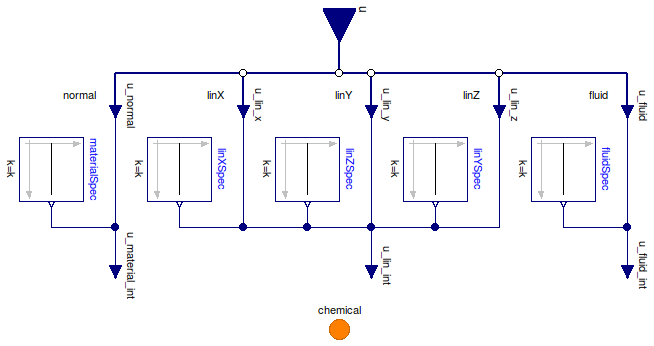 u
normal
u_normal
linX
u_lin_x
linY
u_lin_y
linZ
u_lin_z
fluid
u_fluid
k=k
materialSpec
k=k
linXSpec
k=k
linZSpec
k=k
linYSpec
k=k
fluidSpec
u_material_int
u_lin_int
u_fluid_int
chemical